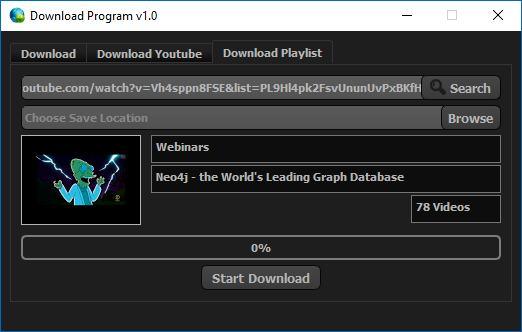 Download Program v1.0
Download
Download Youtube
Download Playlist
outube.com/watch?v=Vh4sppn8FSE&list=PL9Hl4pk2FsvUnunUvPxBKfH
Search
Choose Save Location
Browse
Webinars
Neo4j - the World's Leading Graph Database
78 Videos
0%
Start Download